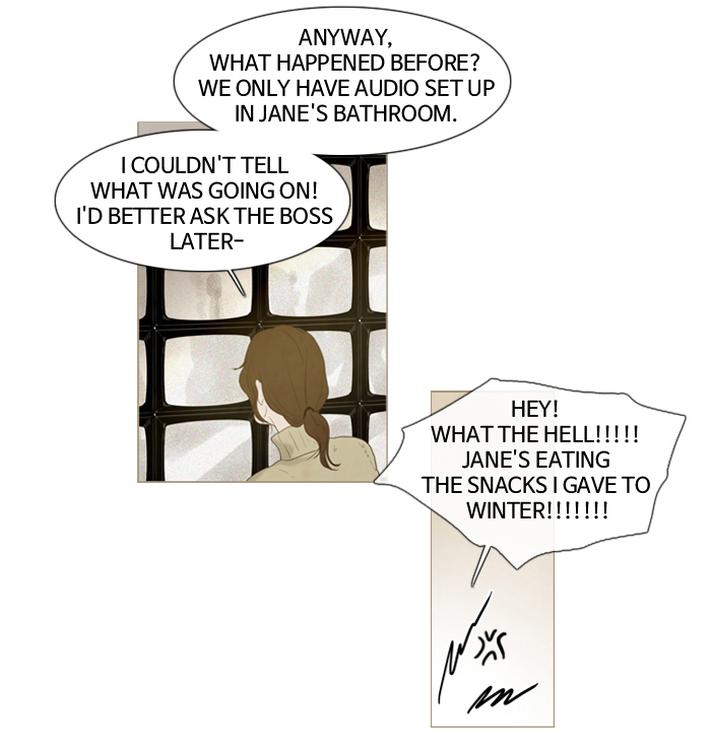 ANYWAY,
WHAT HAPPENED BEFORE?
WE ONLY HAVE AUDIO SET UP
IN JANE'S BATHROOM.
I COULDN'T TELL
WHAT WAS GOING ON!
I'D BETTER ASK THE BOSS
LATER-
HEY!
WHAT THE HELL!!!!!
JANE'S EATING
THE SNACKS I GAVE TO
WINTER!!!!!!!